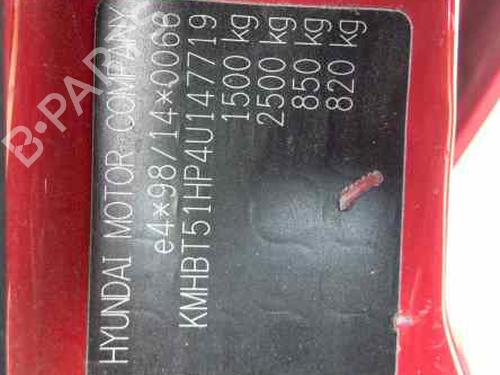 HYUNDAI MOTOR COMPANY
e4*98/14*0066
KMHBT51HP4U147719
1500 kg
2500 kg
850 kg
820 kg
B-PARTS